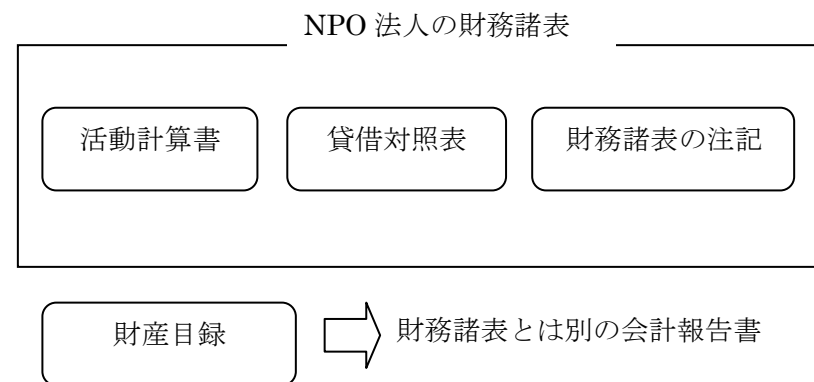 NPO 法人の財務諸表
活動計算書
貸借対照表
財務諸表の注記
財産目録
財務諸表とは別の会計報告書